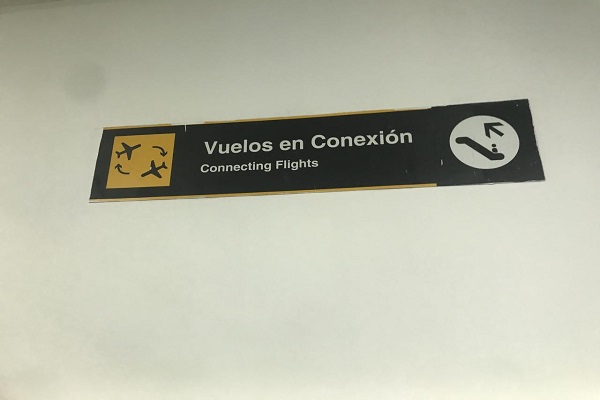 Vuelos en Conexión
Connecting Flights